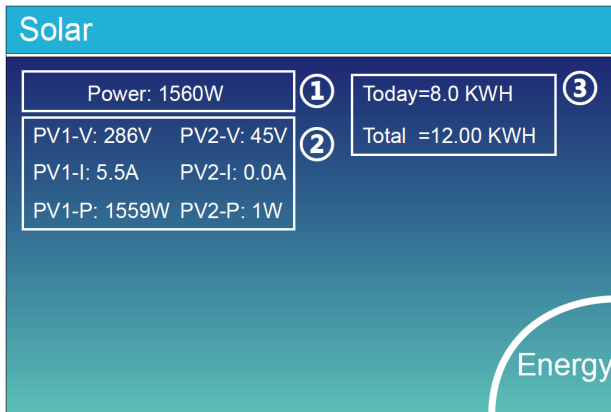 Solar
Power: 1560W
①
PV1-V: 286V PV2-V: 45V
②
PV1-I: 5.5A PV2-I: 0.0A
PV1-P: 1559W PV2-P: 1W
Today=8.0 KWH
③
Total =12.00 KWH
Energy